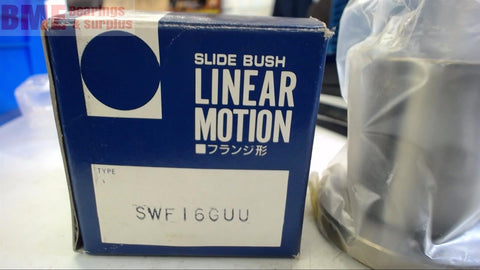 BME Bearings
& Surplus
SLIDE BUSH
LINEAR
MOTION
■フランジ形
TYPE
SWF16GUU